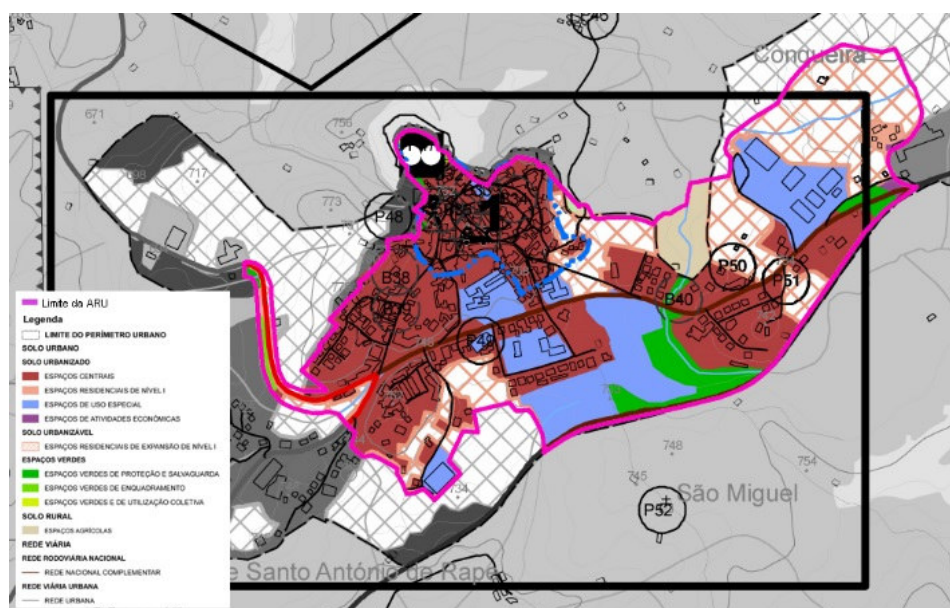 P46
Conqueira
671
756
698
717
773
P48
P50
P51
B38
B40
P49
748
754
745
São Miguel
734
P52
e Santo António de Rape
Limite da ARU
Legenda
LIMITE DO PERÍMETRO URBANO
SOLO URBANO
SOLO URBANIZADO
ESPAÇOS CENTRAIS
ESPAÇOS RESIDENCIAIS DE NÍVEL I
ESPAÇOS DE USO ESPECIAL
ESPAÇOS DE ATIVIDADES ECONÓMICAS
SOLO URBANIZÁVEL
ESPAÇOS RESIDENCIAIS DE EXPANSÃO DE NÍVEL I
ESPAÇOS VERDES
ESPAÇOS VERDES DE PROTEÇÃO E SALVAGUARDA
ESPAÇOS VERDES DE ENQUADRAMENTO
ESPAÇOS VERDES E DE UTILIZAÇÃO COLETIVA
SOLO RURAL
ESPAÇOS AGRÍCOLAS
REDE VIÁRIA
REDE RODOVIÁRIA NACIONAL
REDE NACIONAL COMPLEMENTAR
REDE VIÁRIA URBANA
REDE URBANA